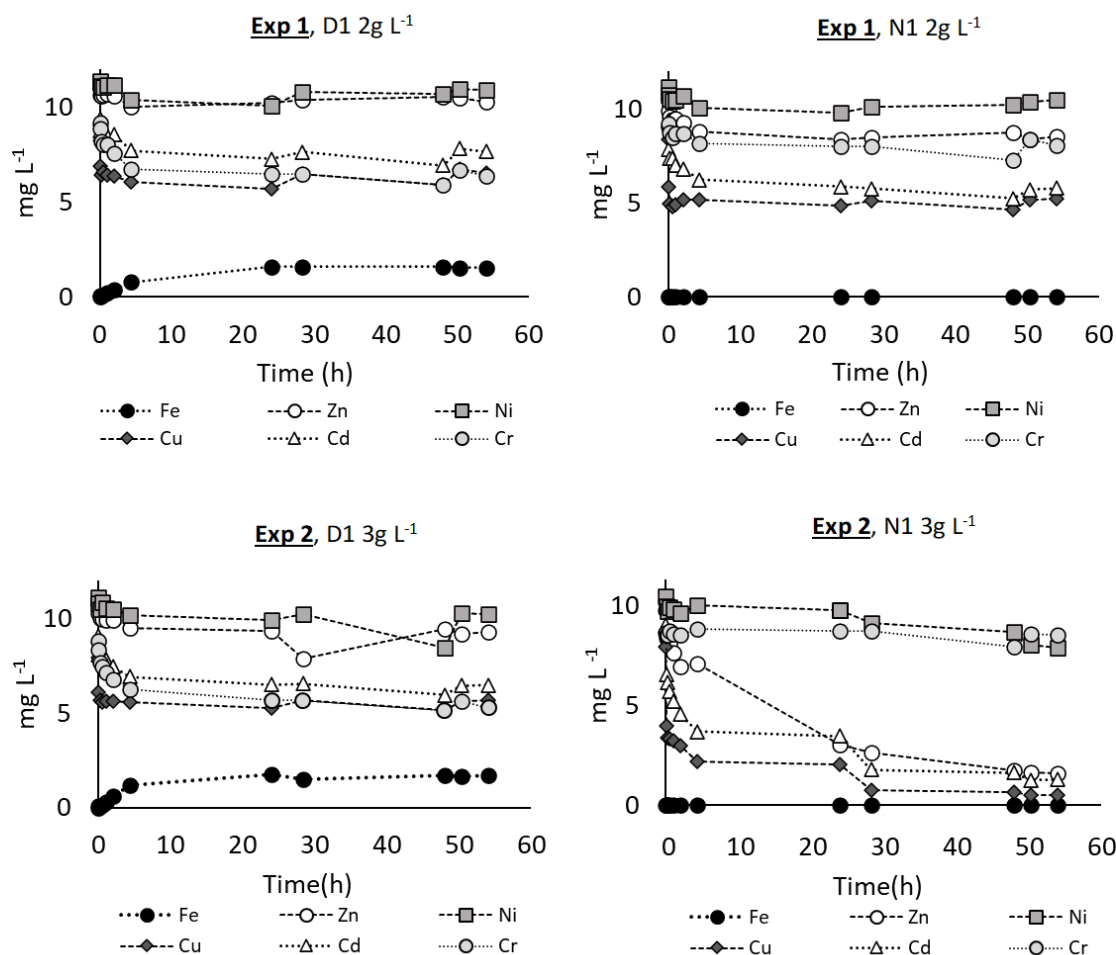 Exp 1, D1 2g L-1
mg L-1
10
5
0
0 10 20 30 40 50 60
Time (h)
Fe Zn Ni
Cu Cd Cr
Exp 1, N1 2g L-1
mg L-1
10
5
0
0 10 20 30 40 50 60
Time (h)
Fe Zn Ni
Cu Cd Cr
Exp 2, D1 3g L-1
mg L-1
10
5
0
0 10 20 30 40 50 60
Time(h)
Fe Zn Ni
Cu Cd Cr
Exp 2, N1 3g L-1
mg L-1
10
5
0
0 10 20 30 40 50 60
Time(h)
Fe Zn Ni
Cu Cd Cr